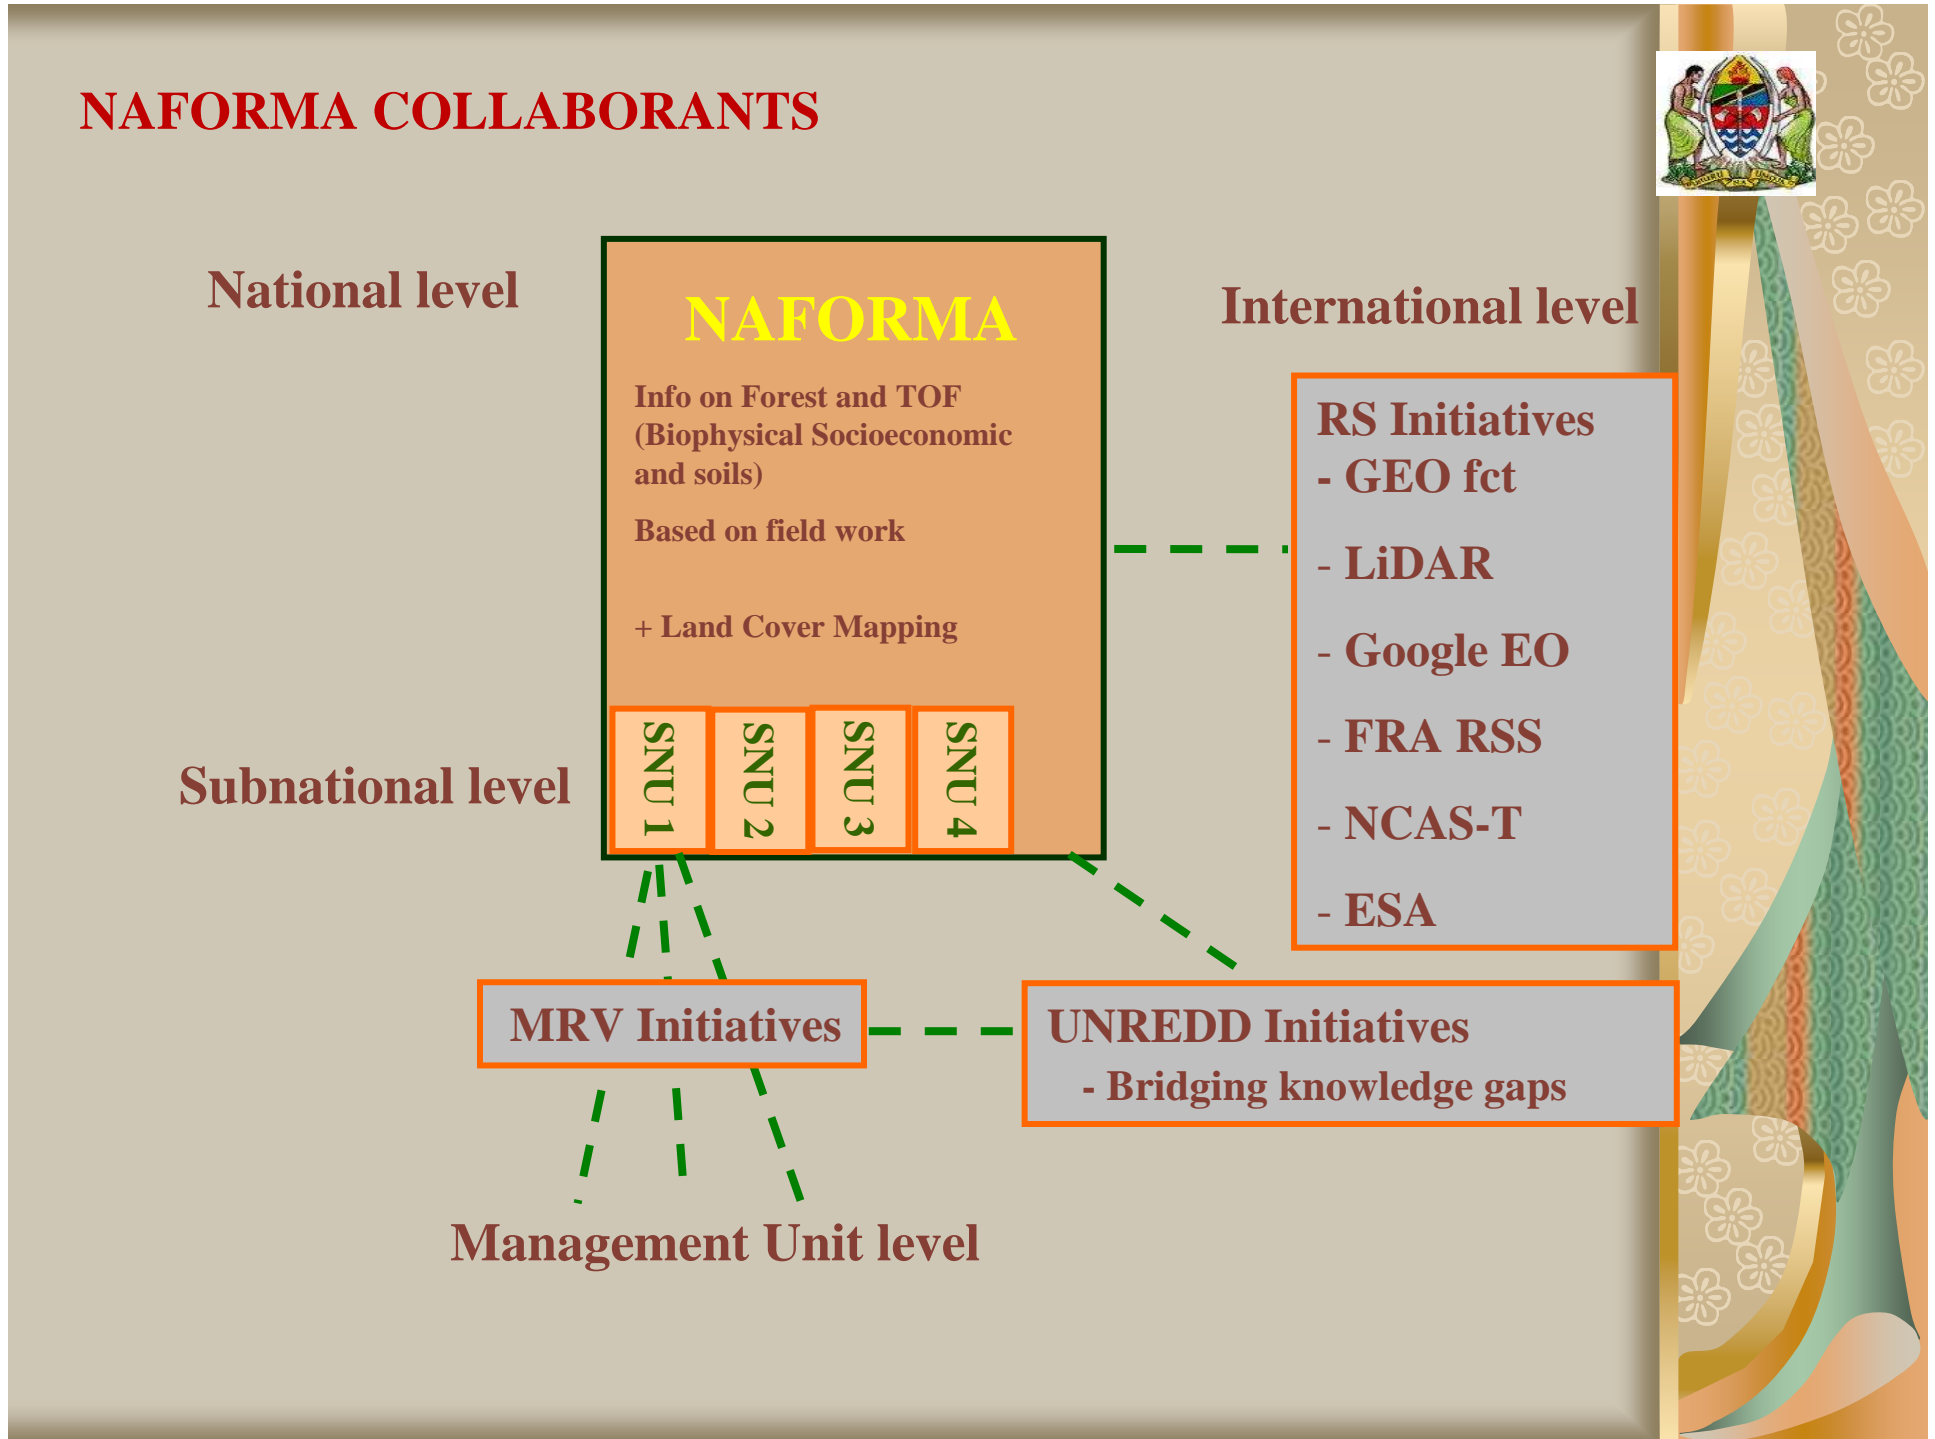 NAFORMA COLLABORANTS
National level
NAFORMA
International level
Info on Forest and TOF
(Biophysical Socioeconomic
and soils)
Based on field work
+ Land Cover Mapping
RS Initiatives
- GEO fct
- LiDAR
- Google EO
- FRA RSS
- NCAS-T
- ESA
Subnational level
SNU 1
SNU 2
SNU 3
SNU 4
MRV Initiatives
UNREDD Initiatives
- Bridging knowledge gaps
Management Unit level